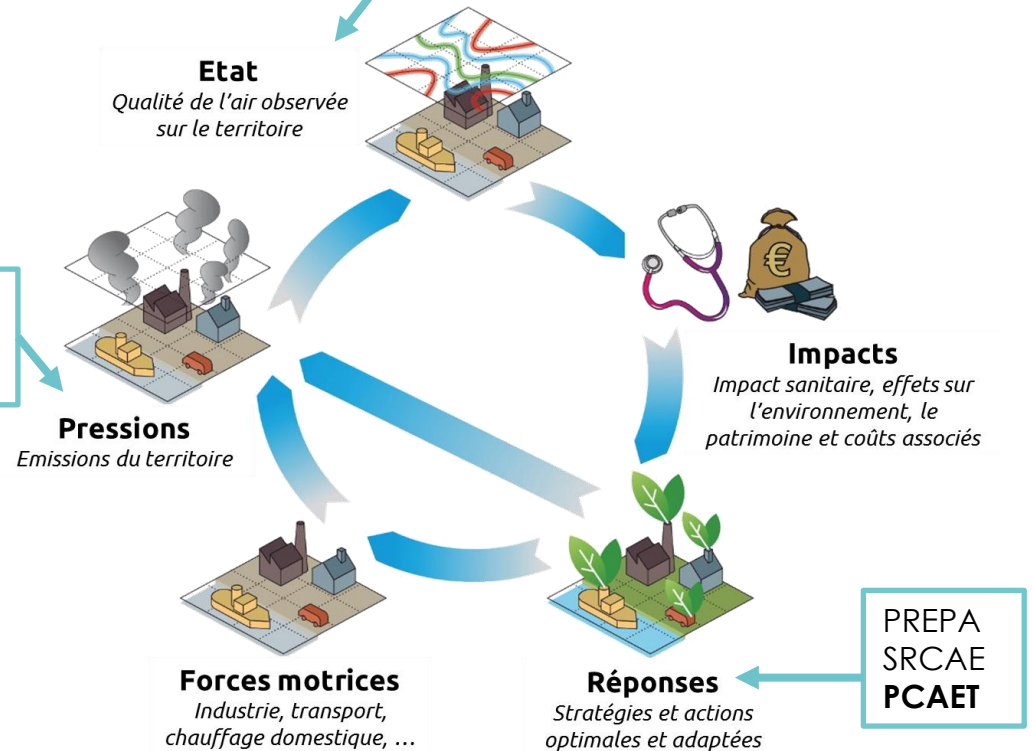 Etat
Qualité de l'air observée
sur le territoire
€
Impacts
Impact sanitaire, effets sur
l'environnement, le
patrimoine et coûts associés
Pressions
Emissions du territoire
Forces motrices
Industrie, transport,
chauffage domestique, …
Réponses
Stratégies et actions
optimales et adaptées
PREPA
SRCAE
PCAET